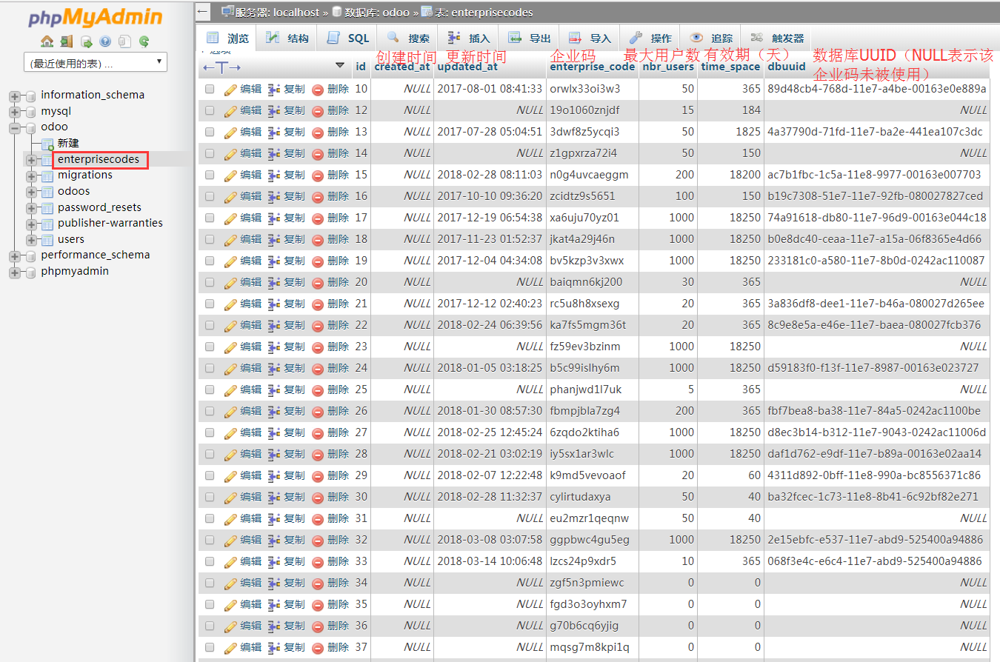 phpMyAdmin
(最近使用的表) ...
information_schema
mysql
odoo
新建
enterprisecodes
migrations
odoos
password_resets
publisher-warranties
users
performance_schema
phpmyadmin
服务器: localhost » 数据库: odoo » 表: enterprisecodes
浏览 结构 SQL 搜索 插入 导出 导入 操作 追踪 触发器
创建时间 更新时间 企业码 最大用户数 有效期（天） 数据库UUID（NULL表示该
企业码未被使用）
←T→ id created_at updated_at enterprise_code nbr_users time_space dbuuid
编辑 复制 删除 10 NULL 2017-08-01 08:41:33 orwlx33oi3w3 50 365 89d48cb4-768d-11e7-a4be-00163e0e889a
编辑 复制 删除 12 NULL NULL 19o1060znjdf 15 184 NULL
编辑 复制 删除 13 NULL 2017-07-28 05:04:51 3dwf8z5ycqi3 50 1825 4a37790d-71fd-11e7-ba2e-441ea107c3dc
编辑 复制 删除 14 NULL NULL z1gpxrza72i4 50 150 NULL
编辑 复制 删除 15 NULL 2018-02-28 08:11:03 n0g4uvcaeggm 200 18200 ac7b1fbc-1c5a-11e8-9977-00163e007703
编辑 复制 删除 16 NULL 2017-10-10 09:36:20 zcidtz9s5651 100 150 b19c7308-51e7-11e7-92fb-080027827ced
编辑 复制 删除 17 NULL 2017-12-19 06:54:38 xa6uju70yz01 1000 18250 74a91618-db80-11e7-96d9-00163e044c18
编辑 复制 删除 18 NULL 2017-11-23 01:52:37 jkat4a29j46n 1000 18250 b0e8dc40-ceaa-11e7-a15a-06f8365e4d66
编辑 复制 删除 19 NULL 2017-12-04 04:34:08 bv5kzp3v3xwx 1000 18250 233181c0-a580-11e7-8b0d-0242ac110087
编辑 复制 删除 20 NULL NULL baiqmn6kj200 30 365 NULL
编辑 复制 删除 21 NULL 2017-12-12 02:40:23 rc5u8h8xsexg 20 365 3a836df8-dee1-11e7-b46a-080027d265ee
编辑 复制 删除 22 NULL 2018-02-24 06:39:56 ka7fs5mgm36t 20 365 8c9e8e5a-e46e-11e7-baea-080027fcb376
编辑 复制 删除 23 NULL NULL fz59ev3bzinm 1000 18250 NULL
编辑 复制 删除 24 NULL 2018-01-05 03:18:25 b5c99islhy6m 1000 18250 d59183f0-f13f-11e7-8987-00163e023727
编辑 复制 删除 25 NULL NULL phanjwd1l7uk 5 365 NULL
编辑 复制 删除 26 NULL 2018-01-30 08:57:30 fbmpjbla7zg4 200 365 fbf7bea8-ba38-11e7-84a5-0242ac1100be
编辑 复制 删除 27 NULL 2018-02-25 12:45:24 6zqdo2ktiha6 1000 18250 d8ec3b14-b312-11e7-9043-0242ac11006d
编辑 复制 删除 28 NULL 2018-02-21 03:02:19 iy5sx1ar3wlc 1000 18250 daf1d762-e9df-11e7-b89a-00163e02aa14
编辑 复制 删除 29 NULL 2018-02-07 12:22:48 k9md5vevoaof 20 60 4311d892-0bff-11e8-990a-bc8556371c86
编辑 复制 删除 30 NULL 2018-02-28 11:32:37 cylirtudaxya 50 40 ba32fcec-1c73-11e8-8b41-6c92bf82e271
编辑 复制 删除 31 NULL NULL eu2mzr1qeqnw 50 40 NULL
编辑 复制 删除 32 NULL 2018-03-08 03:07:58 ggpbwc4gu5eg 1000 18250 2e15ebfc-e537-11e7-abd9-525400a94886
编辑 复制 删除 33 NULL 2018-03-14 10:06:48 lzcs24p9xdr5 10 365 068f3e4c-e6c4-11e7-abd9-525400a94886
编辑 复制 删除 34 NULL NULL zgf5n3pmiewc 0 0 NULL
编辑 复制 删除 35 NULL NULL fgd3o3oyhxm7 0 0 NULL
编辑 复制 删除 36 NULL NULL g70b6cq6yjig 0 0 NULL
编辑 复制 删除 37 NULL NULL mqsg7m8kpi1q 0 0 NULL